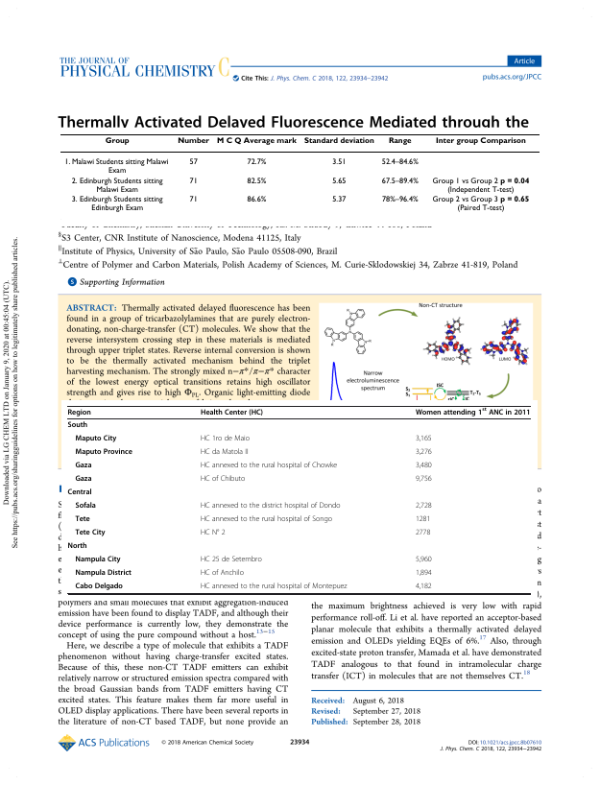 THE JOURNAL OF
PHYSICAL CHEMISTRY C
Article
Cite This: J. Phys. Chem. C 2018, 122, 23934−23942
pubs.acs.org/JPCC
Thermally Activated Delayed Fluorescence Mediated through the
Group Number M C Q Average mark Standard deviation Range Inter group Comparison
1. Malawi Students sitting Malawi Exam 57 72.7% 3.51 52.4–84.6%
2. Edinburgh Students sitting Malawi Exam 71 82.5% 5.65 67.5–89.4% Group 1 vs Group 2 p = 0.04 (Independent T-test)
3. Edinburgh Students sitting Edinburgh Exam 71 86.6% 5.37 78%–96.4% Group 2 vs Group 3 p = 0.65 (Paired T-test)
§S3 Center, CNR Institute of Nanoscience, Modena 41125, Italy
∥Institute of Physics, University of São Paulo, São Paulo 05508-090, Brazil
⊥Centre of Polymer and Carbon Materials, Polish Academy of Sciences, M. Curie-Sklodowskiej 34, Zabrze 41-819, Poland
S Supporting Information
ABSTRACT: Thermally activated delayed fluorescence has been
found in a group of tricarbazolylamines that are purely electron-
donating, non-charge-transfer (CT) molecules. We show that the
reverse intersystem crossing step in these materials is mediated
through upper triplet states. Reverse internal conversion is shown
to be the thermally activated mechanism behind the triplet
harvesting mechanism. The strongly mixed n−π*/π−π* character
of the lowest energy optical transitions retains high oscillator
strength and gives rise to high ΦPL. Organic light-emitting diode
Non-CT structure
HOMO
LUMO
Narrow
electroluminescence
spectrum
Region Health Center (HC) Women attending 1st ANC in 2011
South
Maputo City HC 1ro de Maio 3,165
Maputo Province HC da Matola II 3,276
Gaza HC annexed to the rural hospital of Chowke 3,480
Gaza HC of Chibuto 9,756
Central
Sofala HC annexed to the district hospital of Dondo 2,728
Tete HC annexed to the rural hospital of Songo 1281
Tete City HC N° 2 2778
North
Nampula City HC 25 de Setembro 5,960
Nampula District HC of Anchilo 1,894
Cabo Delgado HC annexed to the rural hospital of Montepuez 4,182
polymers and small molecules that exhibit aggregation-induced
emission have been found to display TADF, and although their
device performance is currently low, they demonstrate the
concept of using the pure compound without a host.13−15
Here, we describe a type of molecule that exhibits a TADF
phenomenon without having charge-transfer excited states.
Because of this, these non-CT TADF emitters can exhibit
relatively narrow or structured emission spectra compared with
the broad Gaussian bands from TADF emitters having CT
excited states. This feature makes them far more useful in
OLED display applications. There have been several reports in
the literature of non-CT based TADF, but none provide an
the maximum brightness achieved is very low with rapid
performance roll-off. Li et al. have reported an acceptor-based
planar molecule that exhibits a thermally activated delayed
emission and OLEDs yielding EQEs of 6%.17 Also, through
excited-state proton transfer, Mamada et al. have demonstrated
TADF analogous to that found in intramolecular charge
transfer (ICT) in molecules that are not themselves CT.18
Received: August 6, 2018
Revised: September 27, 2018
Published: September 28, 2018
ACS Publications
© 2018 American Chemical Society
23934
DOI: 10.1021/acs.jpcc.8b07610
J. Phys. Chem. C 2018, 122, 23934−23942
Downloaded via LG CHEM LTD on January 9, 2020 at 00:45:04 (UTC).
See https://pubs.acs.org/sharingguidelines for options on how to legitimately share published articles.